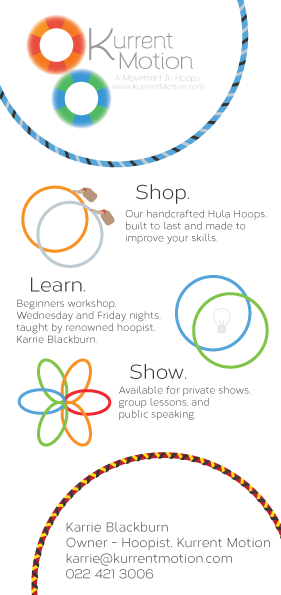 Kurrent
Motion
A Movement In Hoops
www.KurrentMotion.com
Shop.
Our handcrafted Hula Hoops,
built to last and made to
improve your skills.
Learn.
Beginners workshop,
Wednesday and Friday nights,
taught by renowned hoopist,
Karrie Blackburn.
Show.
Available for private shows,
group lessons, and
public speaking.
Karrie Blackburn
Owner - Hoopist, Kurrent Motion
karrie@kurrentmotion.com
022 421 3006